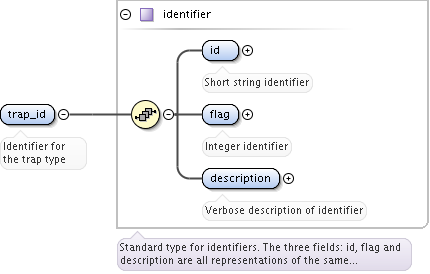 identifier
id
Short string identifier
trap_id
Identifier for
the trap type
flag
Integer identifier
description
Verbose description of identifier
Standard type for identifiers. The three fields: id, flag and
description are all representations of the same...